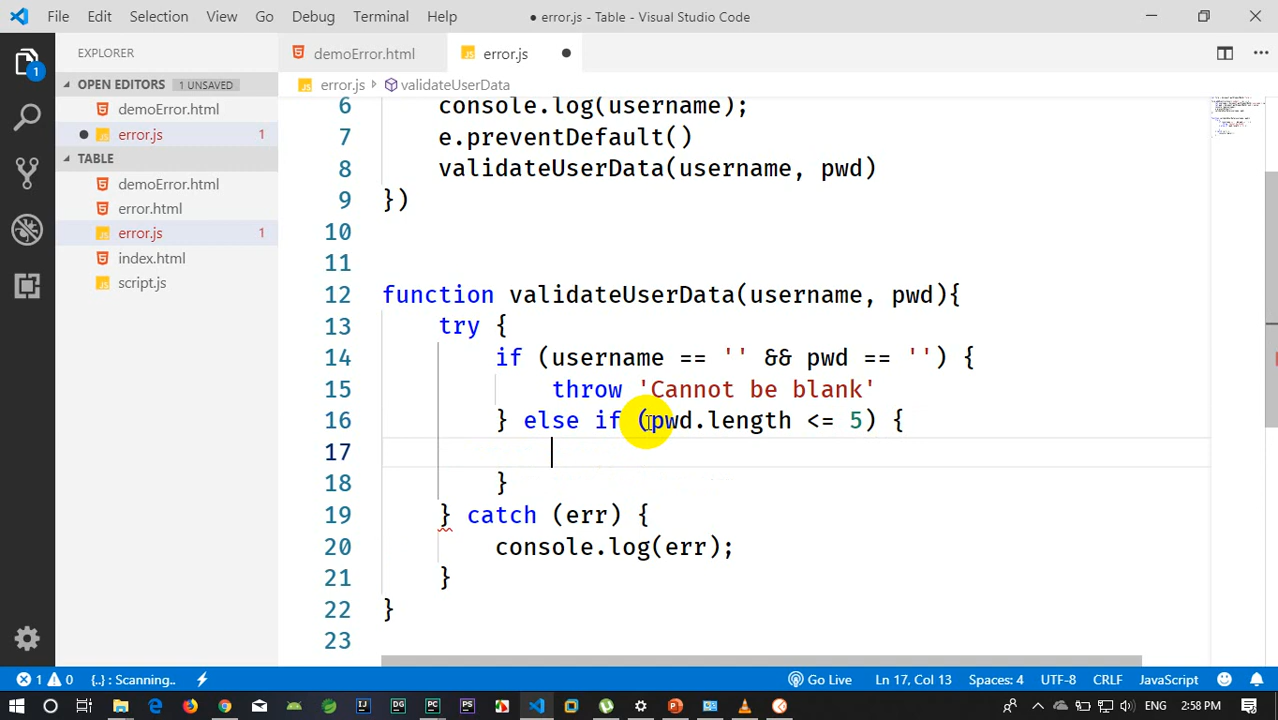 File Edit Selection View Go Debug Terminal Help
● error.js - Table - Visual Studio Code
EXPLORER
demoError.html
error.js
OPEN EDITORS 1 UNSAVED
error.js
validateUserData
demoError.html
error.js 1
TABLE
demoError.html
error.html
error.js 1
index.html
script.js
1
6 console.log(username);
7 e.preventDefault()
8 validateUserData(username, pwd)
9 })
10
11
12 function validateUserData(username, pwd){
13 try {
14 if (username == '' && pwd == '') {
15 throw 'Cannot be blank'
16 } else if (pwd.length <= 5) {
17
18 }
19 } catch (err) {
20 console.log(err);
21 }
22 }
23
1 0 {..} : Scanning.. Go Live Ln 17, Col 13 Spaces: 4 UTF-8 CRLF JavaScript
ENG 2:58 PM